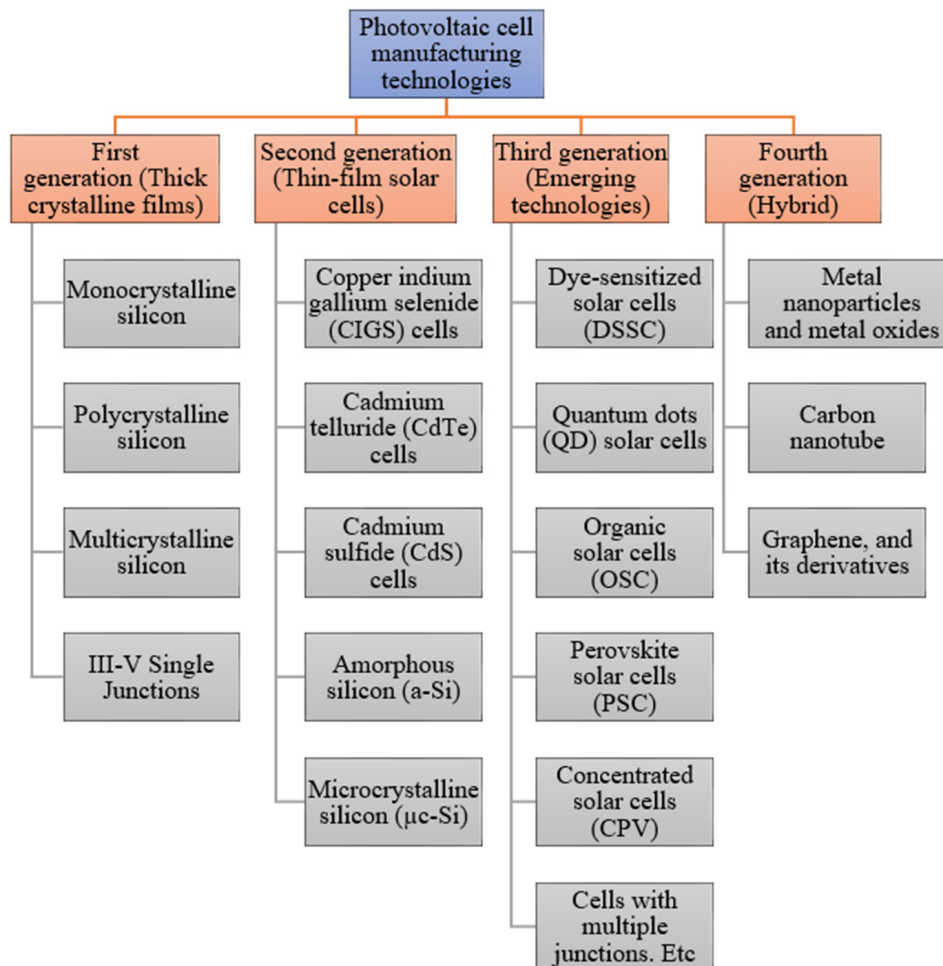 Photovoltaic cell
manufacturing
technologies
First
generation (Thick
crystalline films)
Monocrystalline
silicon
Polycrystalline
silicon
Multicrystalline
silicon
III-V Single
Junctions
Second generation
(Thin-film solar
cells)
Copper indium
gallium selenide
(CIGS) cells
Cadmium
telluride (CdTe)
cells
Cadmium
sulfide (CdS)
cells
Amorphous
silicon (a-Si)
Microcrystalline
silicon (μc-Si)
Third generation
(Emerging
technologies)
Dye-sensitized
solar cells
(DSSC)
Quantum dots
(QD) solar cells
Organic
solar cells
(OSC)
Perovskite
solar cells
(PSC)
Concentrated
solar cells
(CPV)
Cells with
multiple
junctions. Etc
Fourth
generation
(Hybrid)
Metal
nanoparticles
and metal oxides
Carbon
nanotube
Graphene, and
its derivatives